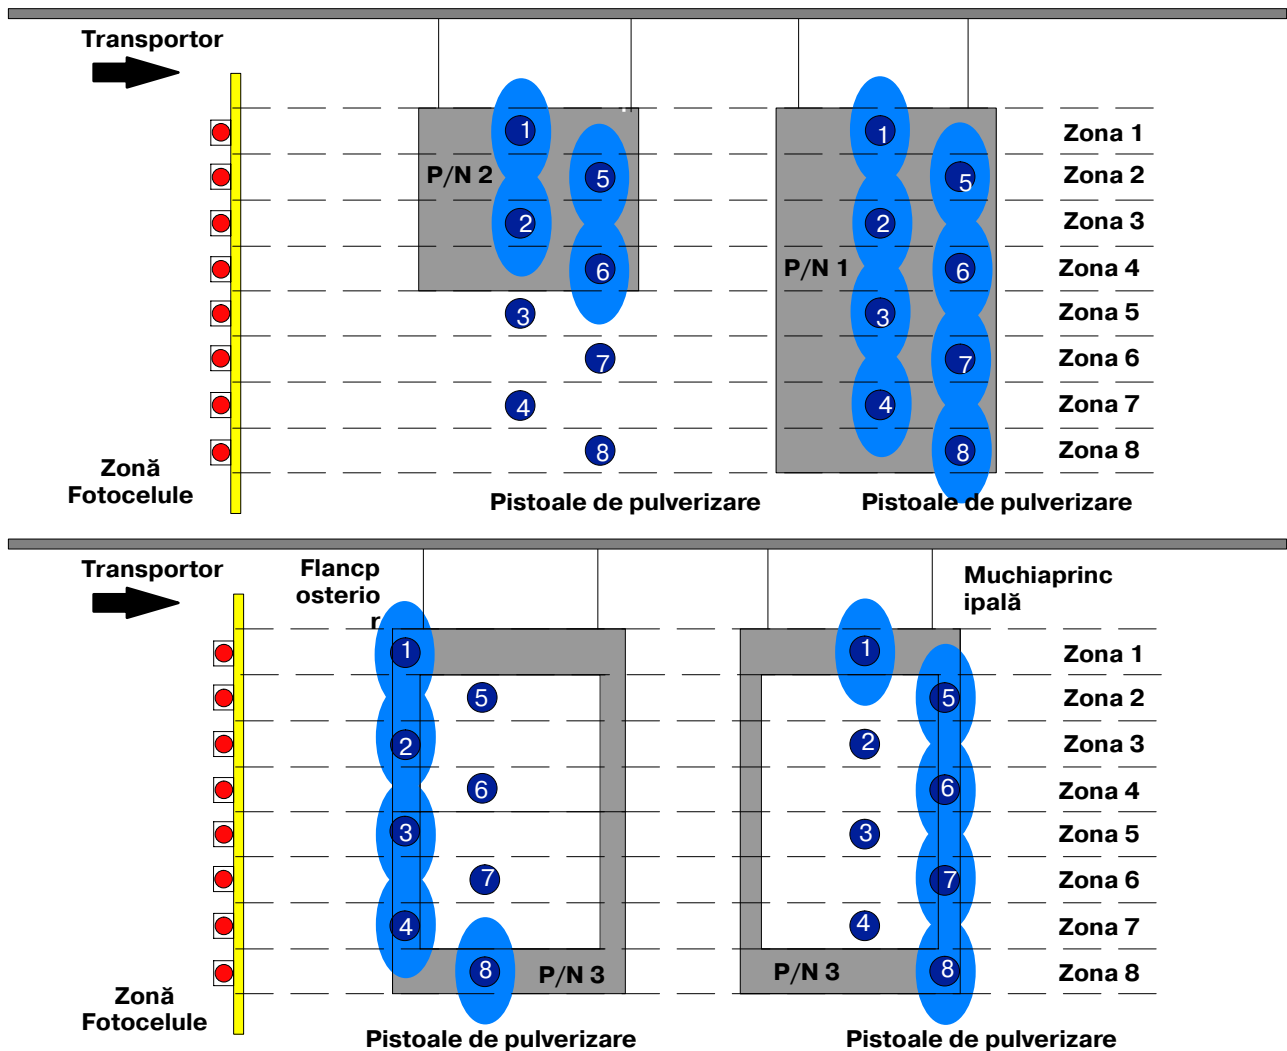 Transportor
1
1
Zona 1
P/N 2
5
5
Zona 2
2
2
Zona 3
6
P/N 1
6
Zona 4
3
3
Zona 5
7
7
Zona 6
4
4
Zona 7
8
8
Zona 8
Zonă
Fotocelule
Pistoale de pulverizare
Pistoale de pulverizare
Transportor
Flancp
osterio
r
Muchiaprinc
ipală
1
1
Zona 1
5
5
Zona 2
2
2
Zona 3
6
6
Zona 4
3
3
Zona 5
7
7
Zona 6
4
4
Zona 7
8
P/N 3
P/N 3
8
Zona 8
Zonă
Fotocelule
Pistoale de pulverizare
Pistoale de pulverizare